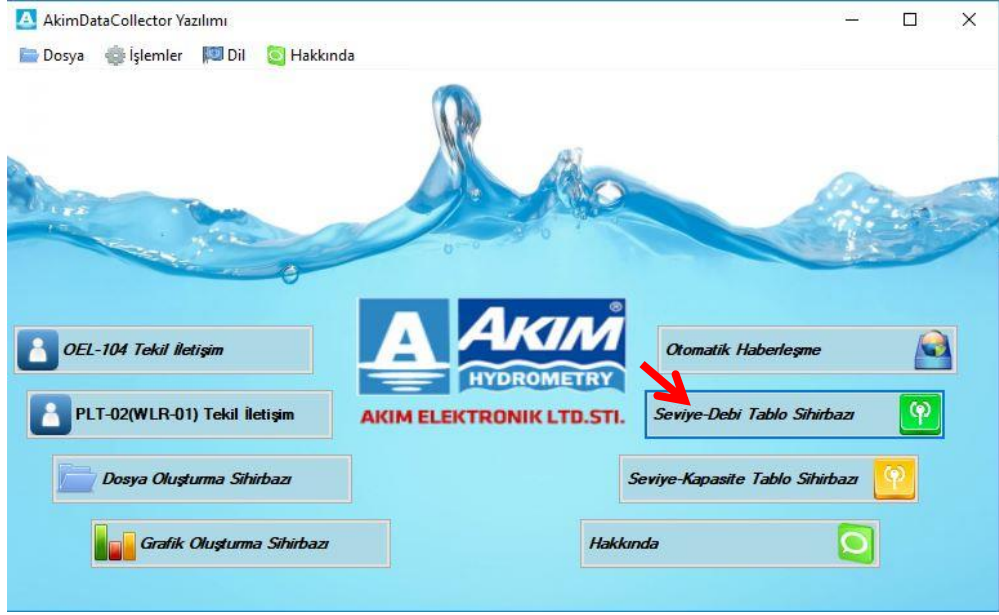 AkimDataCollector Yazılımı
Dosya İşlemler Dil Hakkında
AKIM ®
HYDROMETRY
AKIM ELEKTRONIK LTD.STI.
OEL-104 Tekil İletişim
PLT-02(WLR-01) Tekil İletişim
Dosya Oluşturma Sihirbazı
Grafik Oluşturma Sihirbazı
Otomatik Haberleşme
Seviye-Debi Tablo Sihirbazı
Seviye-Kapasite Tablo Sihirbazı
Hakkında